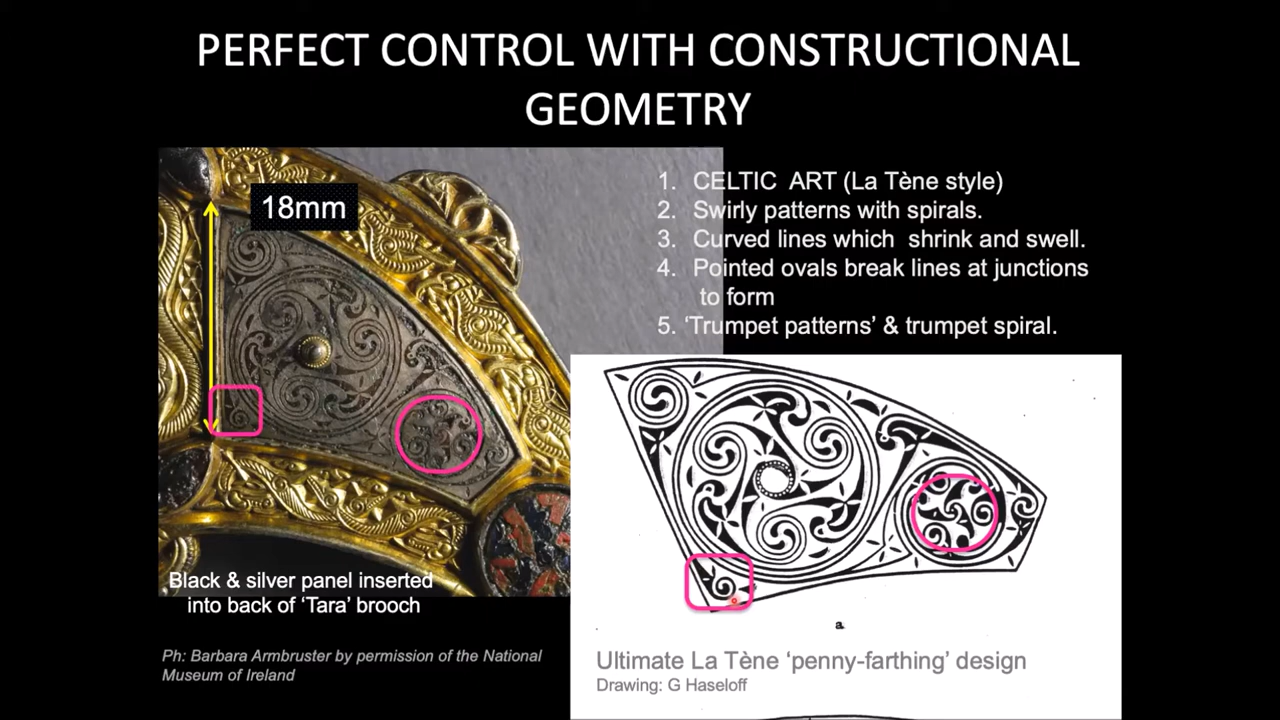 PERFECT CONTROL WITH CONSTRUCTIONAL
GEOMETRY
18mm
1. CELTIC ART (La Tène style)
2. Swirly patterns with spirals.
3. Curved lines which shrink and swell.
4. Pointed ovals break lines at junctions
to form
5. ‘Trumpet patterns’ & trumpet spiral.
Black & silver panel inserted
into back of ‘Tara’ brooch
Ph: Barbara Armbruster by permission of the National
Museum of Ireland
a
Ultimate La Tène ‘penny-farthing’ design
Drawing: G Haseloff